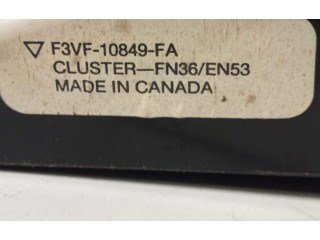 ▽ F3VF-10849-FA
CLUSTER—FN36/EN53
MADE IN CANADA